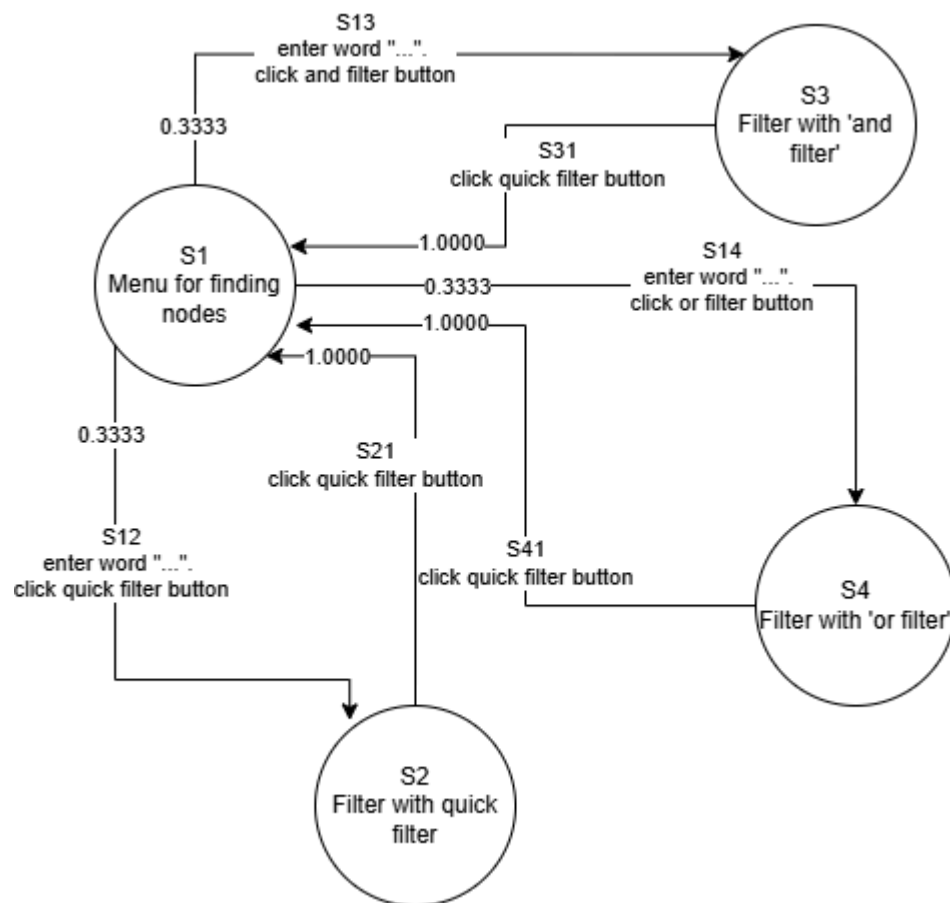 S13
enter word "...".
click and filter button
0.3333
S3
Filter with 'and
filter'
S31
click quick filter button
1.0000
S1
Menu for finding
nodes
S14
enter word "...".
click or filter button
0.3333
1.0000
1.0000
0.3333
S21
click quick filter button
S12
enter word "...".
click quick filter button
S41
click quick filter button
S4
Filter with 'or filter'
S2
Filter with quick
filter